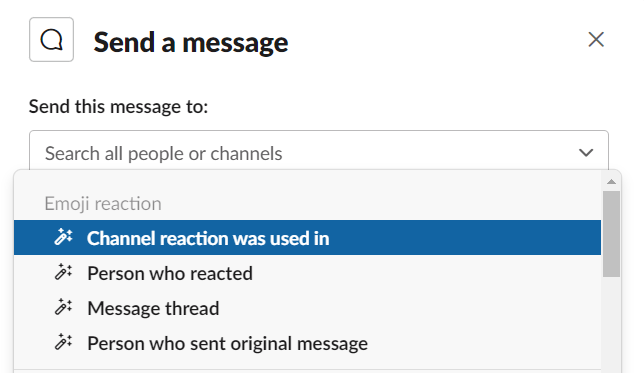 Send a message
Send this message to:
Search all people or channels
Emoji reaction
Channel reaction was used in
Person who reacted
Message thread
Person who sent original message